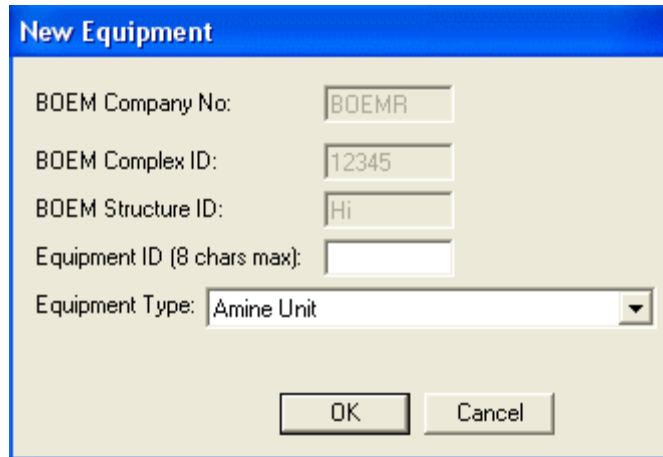 New Equipment
BOEM Company No: BOEMR
BOEM Complex ID: 12345
BOEM Structure ID: Hi
Equipment ID (8 chars max):
Equipment Type: Amine Unit
OK Cancel